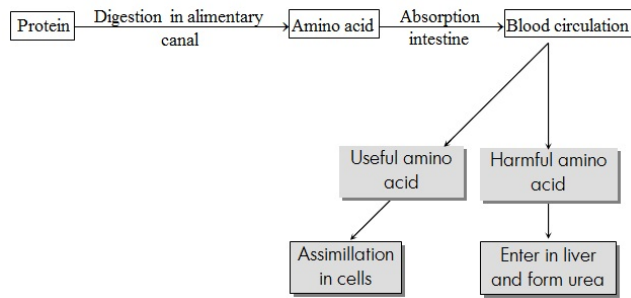 Protein
Digestion in alimentary
canal
Amino acid
Absorption
intestine
Blood circulation
Useful amino
acid
Harmful amino
acid
Assimillation
in cells
Enter in liver
and form urea